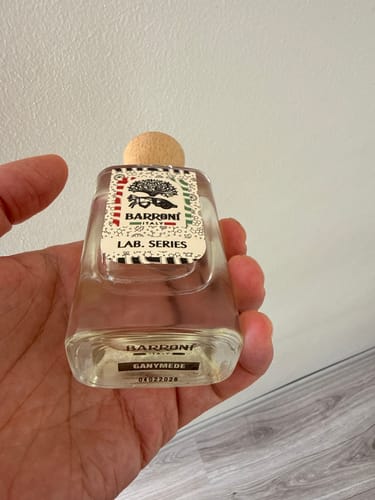 BARRONI
ITALY
LAB. SERIES
BARRONI
ITALY
GANYMEDE
04022026